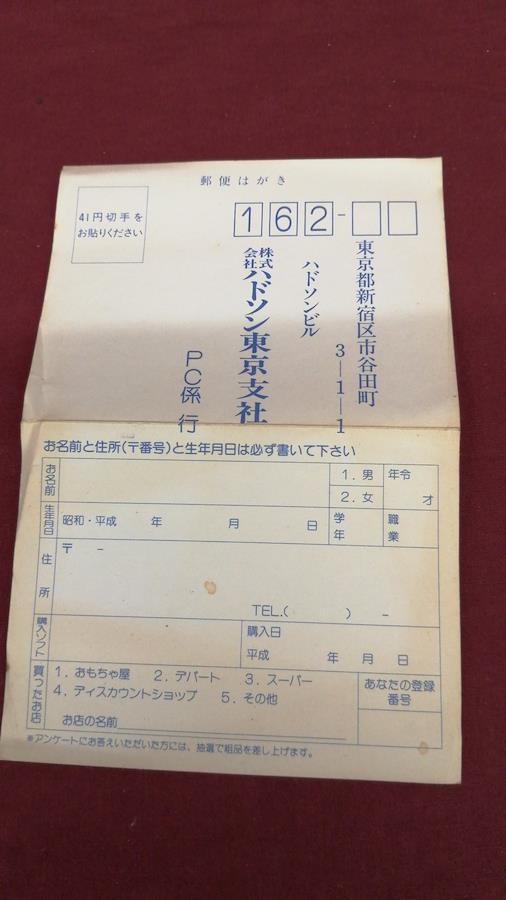 郵便はがき
41円切手を
お貼りください
162-
東京都新宿区市谷田町
3-1-1
ハドソンビル
株式会社ハドソン東京支社
PC係 行
お名前と住所(〒番号)と生年月日は必ず書いて下さい
お名前
1. 男
2. 女
年令
才
生年月日
昭和・平成 年 月 日
学年
職業
住所
〒 -
TEL.( ) -
購入ソフト
購入日
平成 年 月 日
買ったお店
1. おもちゃ屋 2. デパート 3. スーパー
4. ディスカウントショップ 5. その他
お店の名前
あなたの登録
番号
※アンケートにお答えいただいた方には、抽選で粗品を差し上げます。